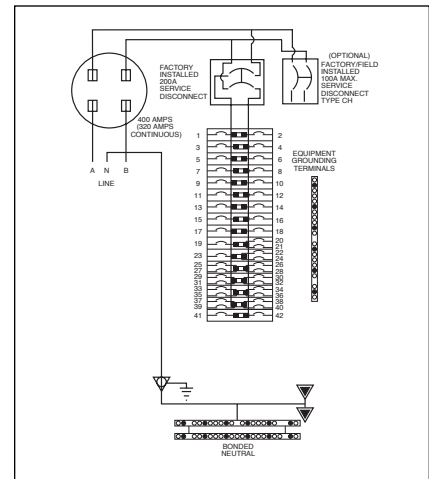 (OPTIONAL)
FACTORY/FIELD
INSTALLED
100A MAX.
SERVICE
DISCONNECT
TYPE CH
FACTORY
INSTALLED
200A
SERVICE
DISCONNECT
400 AMPS
(320 AMPS
CONTINUOUS)
A N B
LINE
EQUIPMENT
GROUNDING
TERMINALS
1 2
3 4
5 6
7 8
9 10
11 12
13 14
15 16
17 18
19 20
21
22
23 24
25 26
27 28
29 30
31 32
33 34
35 36
37 38
39 40
41 42
BONDED
NEUTRAL